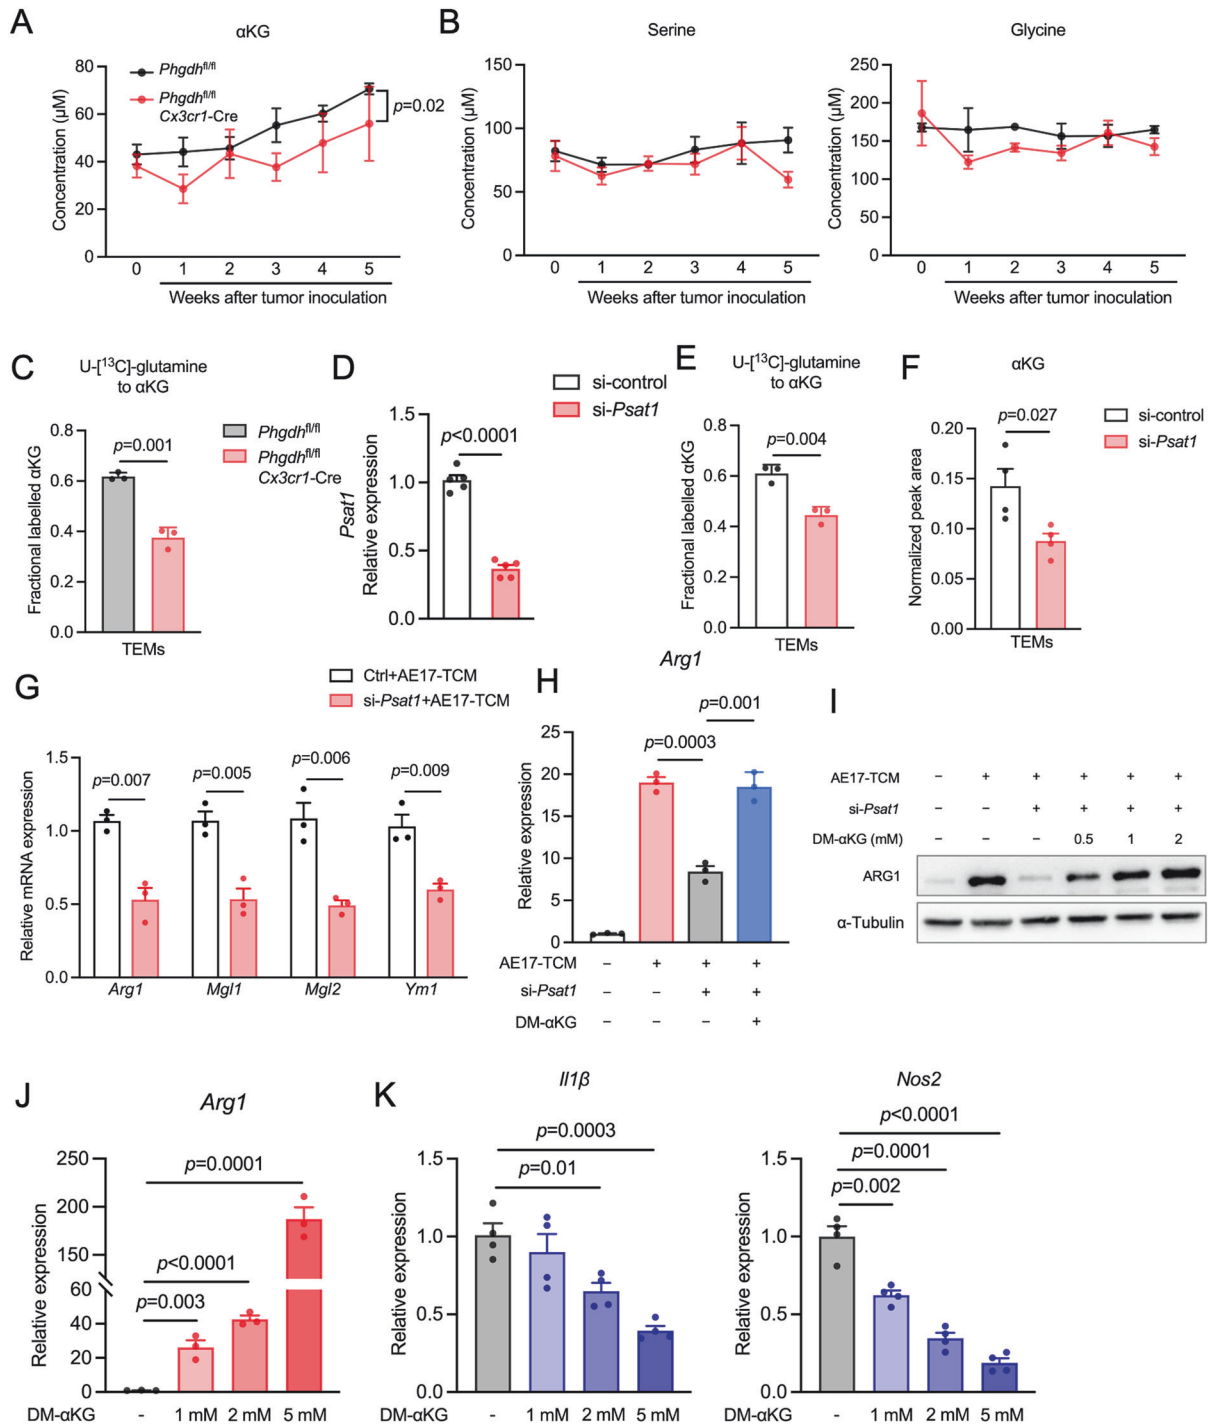 A
αKG
Concentration (μM)
80
60
40
20
0
Phgdhfl/fl
Phgdhfl/fl
Cx3cr1-Cre
p=0.02
0 1 2 3 4 5
Weeks after tumor inoculation
B
Serine
Concentration (μM)
150
100
50
0
0 1 2 3 4 5
Weeks after tumor inoculation
Glycine
Concentration (μM)
250
200
150
100
50
0
0 1 2 3 4 5
Weeks after tumor inoculation
C
U-[13C]-glutamine
to αKG
Fractional labelled αKG
0.8
0.6
0.4
0.2
0.0
p=0.001
Phgdhfl/fl
Phgdhfl/fl
Cx3cr1-Cre
TEMs
D
Psat1
Relative expression
1.5
1.0
0.5
0.0
p<0.0001
si-control
si-Psat1
E
U-[13C]-glutamine
to αKG
Fractional labelled αKG
0.8
0.6
0.4
0.2
0.0
p=0.004
TEMs
F
αKG
Normalized peak area
0.20
0.15
0.10
0.05
0.00
p=0.027
si-control
si-Psat1
TEMs
G
Ctrl+AE17-TCM
si-Psat1+AE17-TCM
Relative mRNA expression
1.5
1.0
0.5
0.0
p=0.007
p=0.005
p=0.006
p=0.009
Arg1 Mgl1 Mgl2 Ym1
H
Arg1
Relative expression
25
20
15
10
5
0
p=0.001
p=0.0003
AE17-TCM – + + +
si-Psat1 – – + +
DM-αKG – – – +
I
AE17-TCM – + + + + +
si-Psat1 – – + + + +
DM-αKG (mM) – – – 0.5 1 2
ARG1
α-Tubulin
J
Arg1
Relative expression
250
200
150
60
40
20
0
p=0.0001
p<0.0001
p=0.003
DM-αKG - 1 mM 2 mM 5 mM
K
Il1β
Relative expression
1.5
1.0
0.5
0.0
p=0.0003
p=0.01
DM-αKG - 1 mM 2 mM 5 mM
Nos2
Relative expression
1.5
1.0
0.5
0.0
p<0.0001
p=0.0001
p=0.002
DM-αKG - 1 mM 2 mM 5 mM